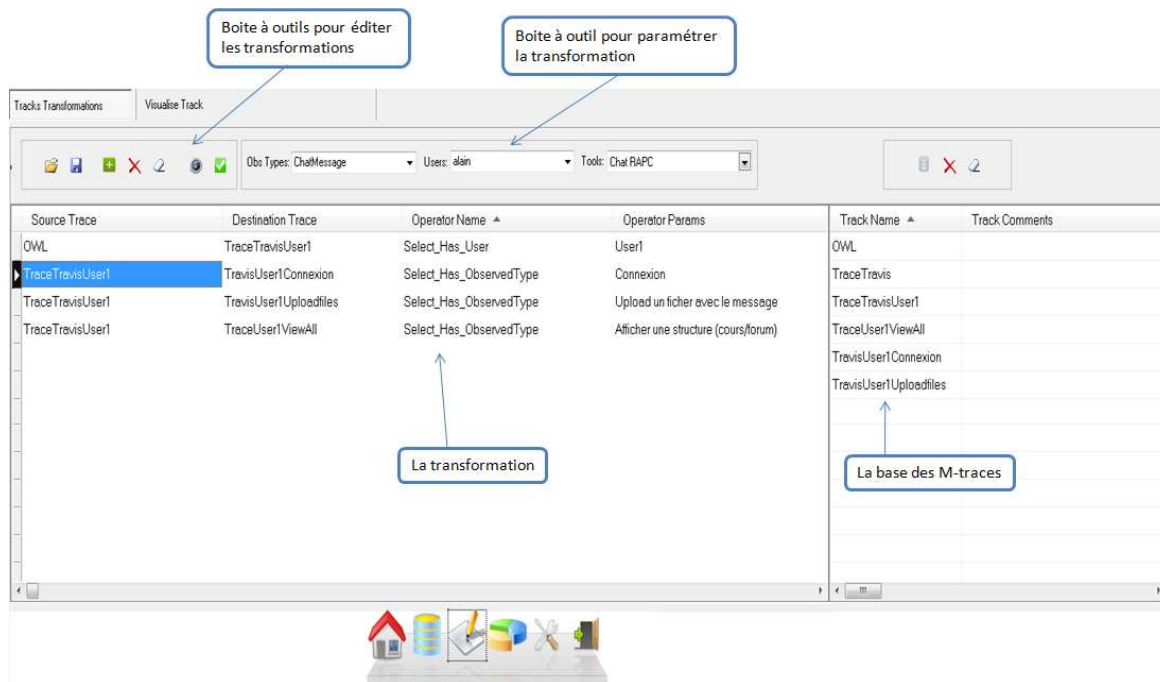 Boite à outils pour éditer
les transformations
Boite à outil pour paramétrer
la transformation
Tracks Transformations Visualise Track
Obs Types: ChatMessage Users: alain Tools: Chat RAPC
Source Trace Destination Trace Operator Name Operator Params Track Name Track Comments
OWL TraceTravisUser1 Select_Has_User User1 OWL
TraceTravisUser1 TravisUser1Connexion Select_Has_ObservedType Connexion TraceTravis
TraceTravisUser1 TravisUser1Uploadfiles Select_Has_ObservedType Upload un ficher avec le message TraceTravisUser1
TraceTravisUser1 TraceUser1ViewAll Select_Has_ObservedType Afficher une structure (cours/forum) TraceUser1ViewAll
TravisUser1Connexion
TravisUser1Uploadfiles
La transformation
La base des M-traces